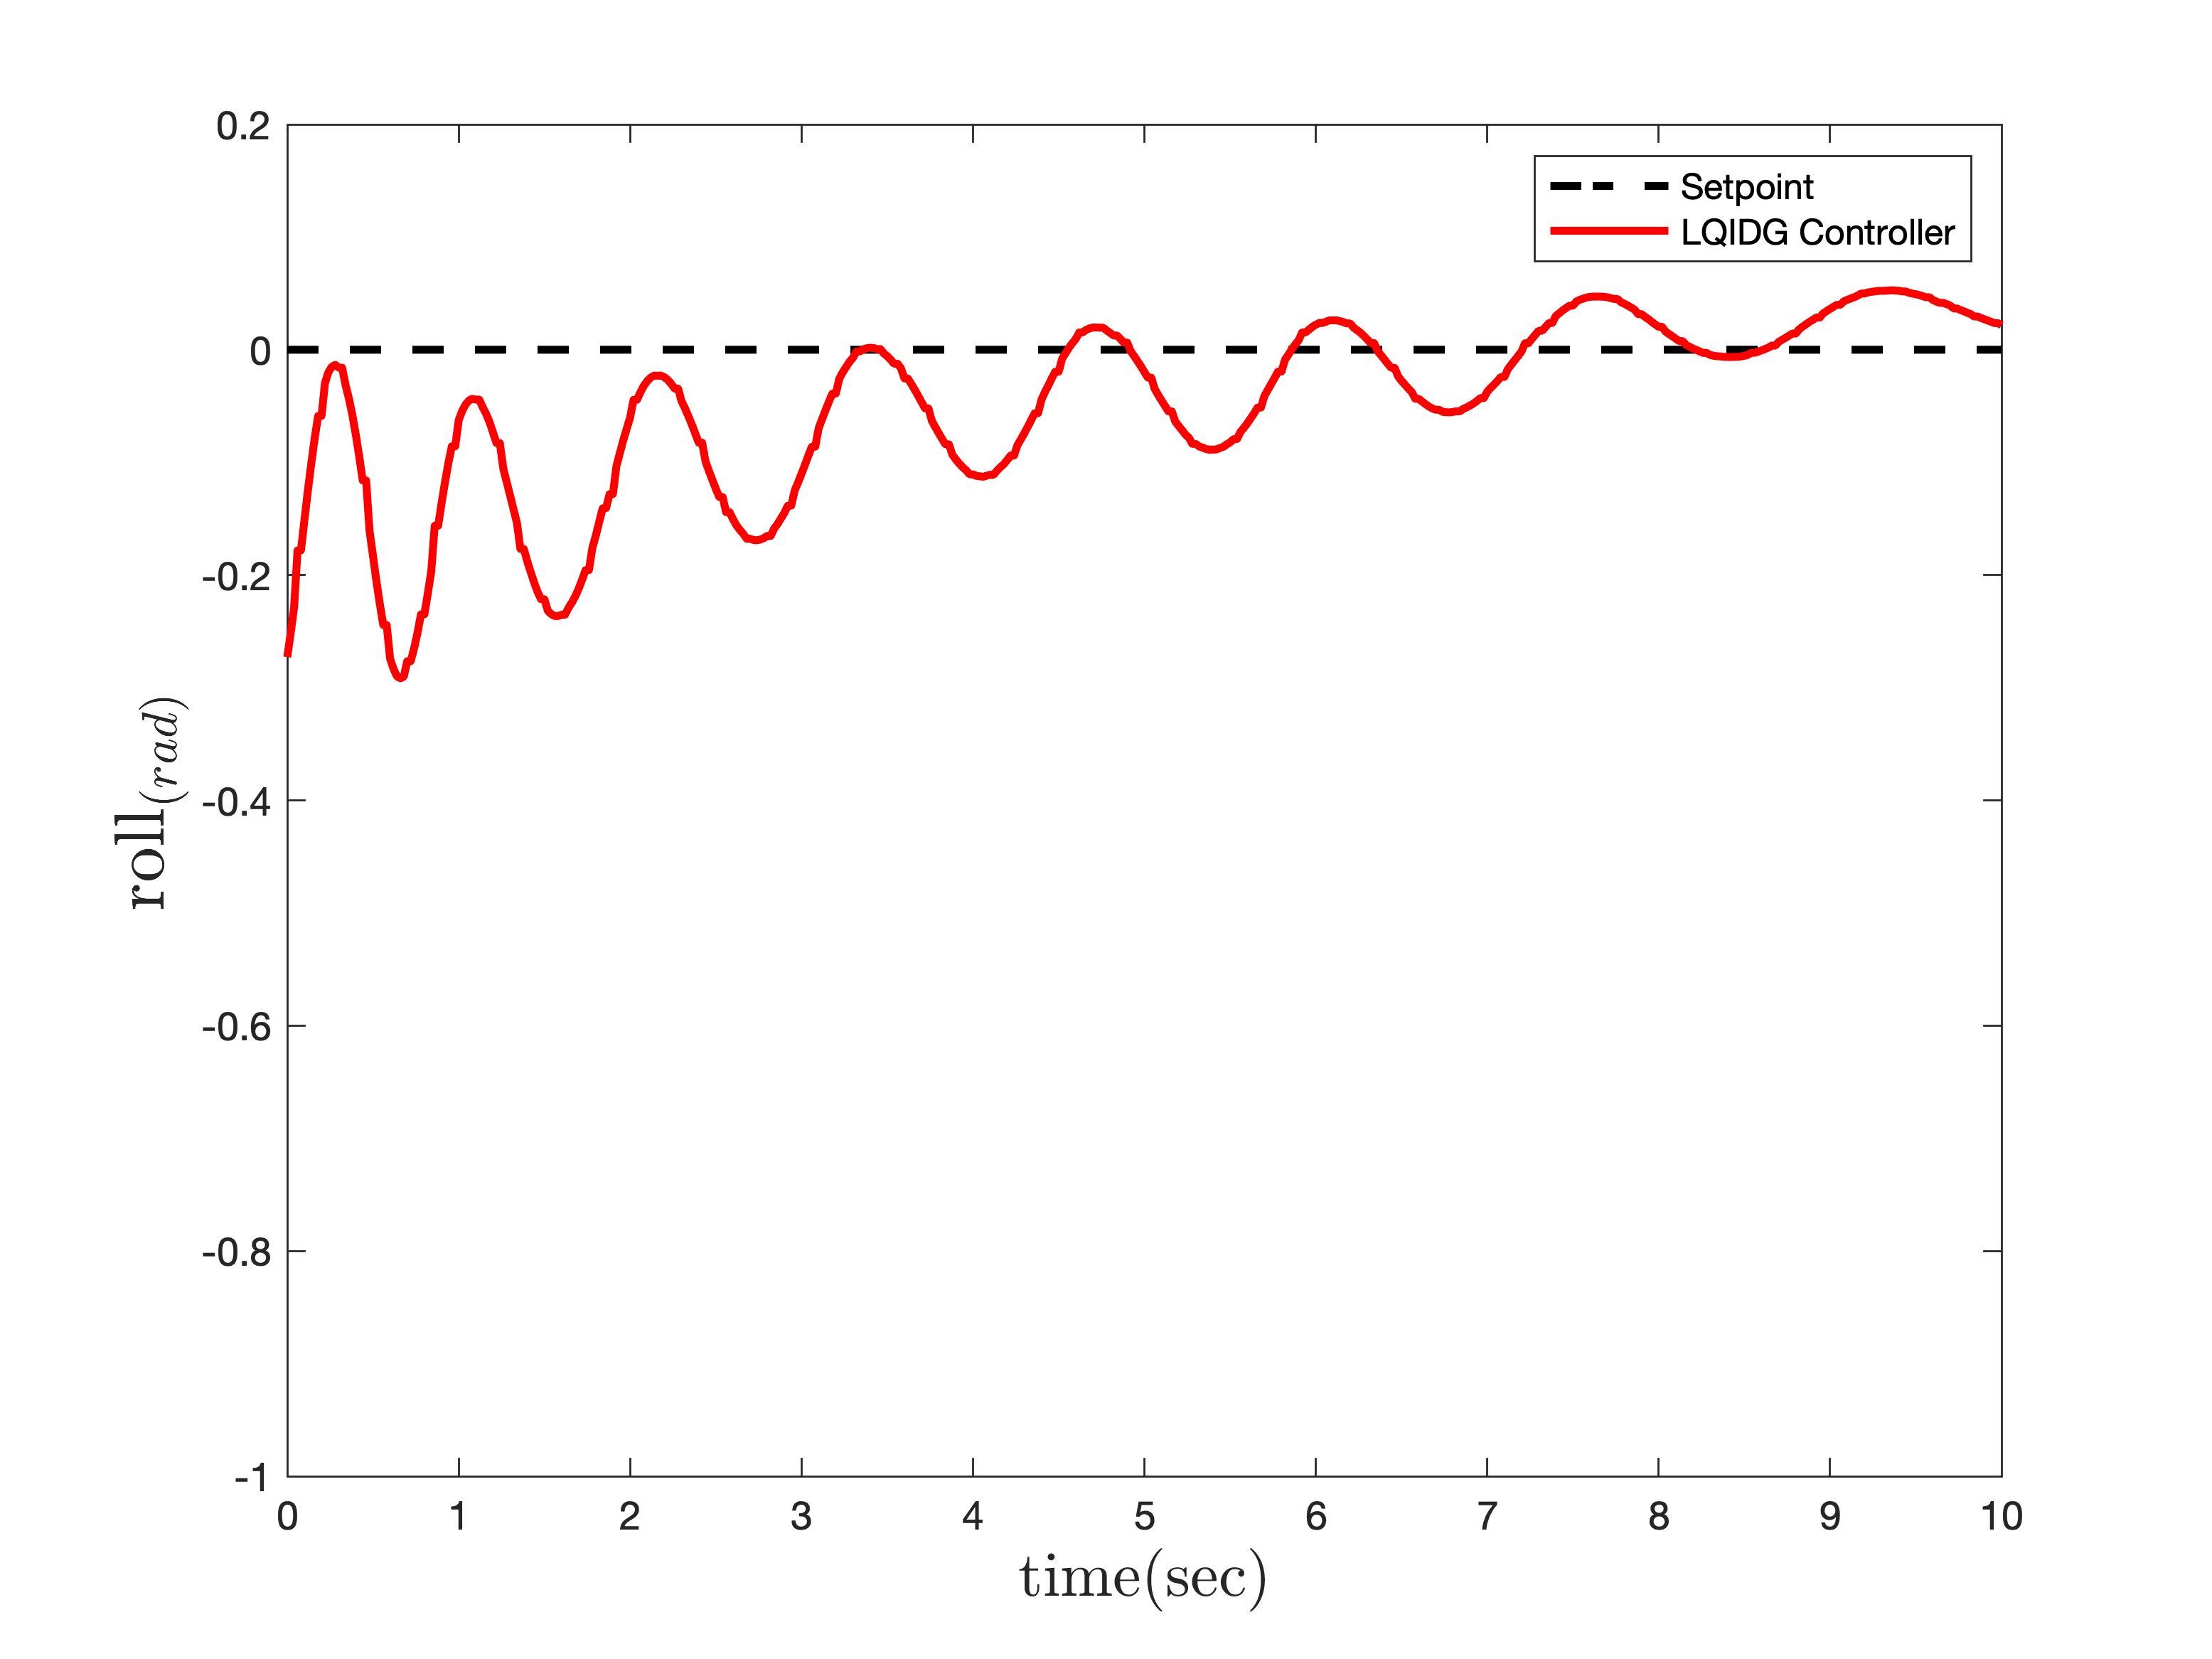 0.2
0
-0.2
-0.4
-0.6
-0.8
-1
roll(rad)
Setpoint
LQIDG Controller
0 1 2 3 4 5 6 7 8 9 10
time(sec)